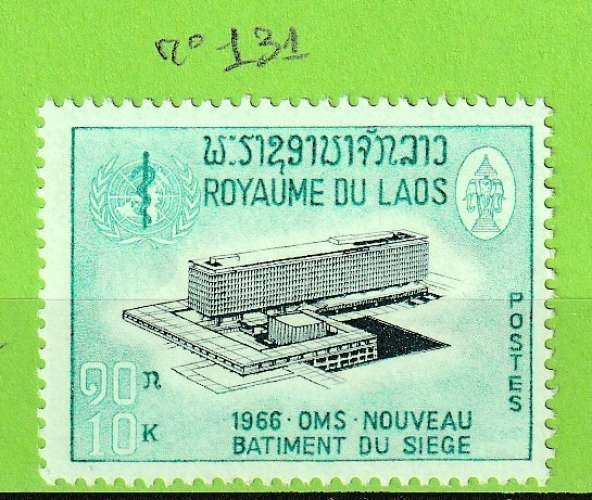 n° 131
ພະຣາຊອານາຈັກລາວ
ROYAUME DU LAOS
POSTES
໑໐ ກ
10 K
1966 · OMS · NOUVEAU
BATIMENT DU SIEGE